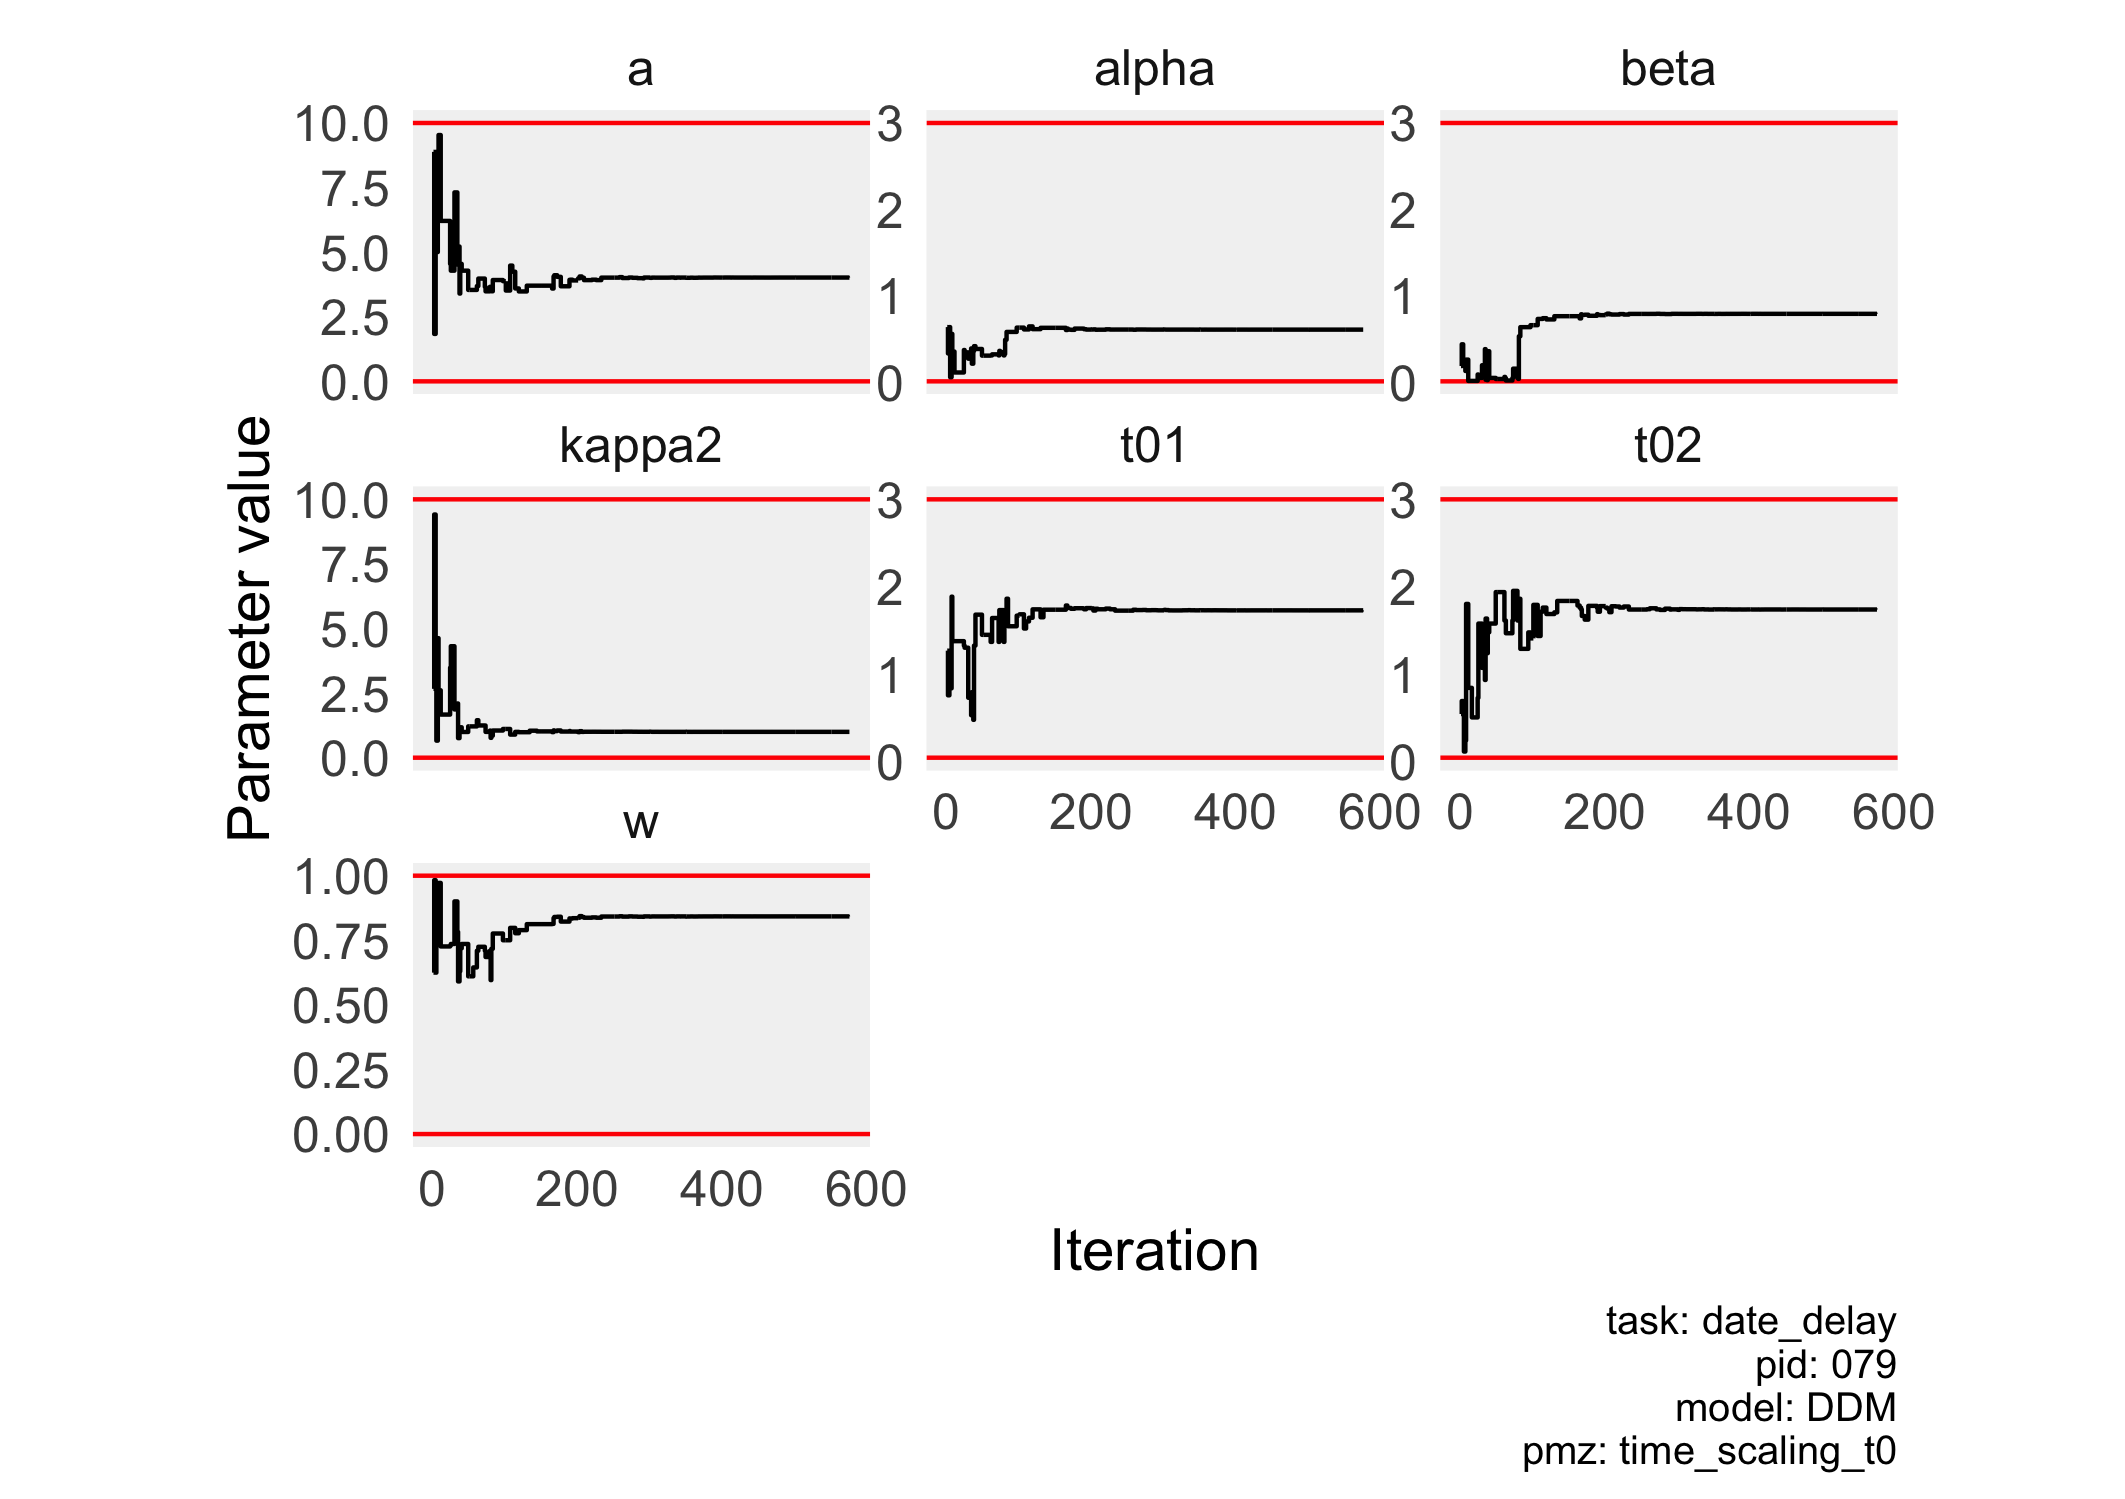 a alpha beta
10.0 3 3
7.5 2 2
5.0 1 1
2.5 0 0
0.0
kappa2 t01 t02
10.0 3 3
7.5 2 2
5.0 1 1
2.5 0 0
0.0
0 200 400 600 0 200 400 600
w
1.00
0.75
0.50
0.25
0.00
0 200 400 600
Parameter value
Iteration
task: date_delay
pid: 079
model: DDM
pmz: time_scaling_t0